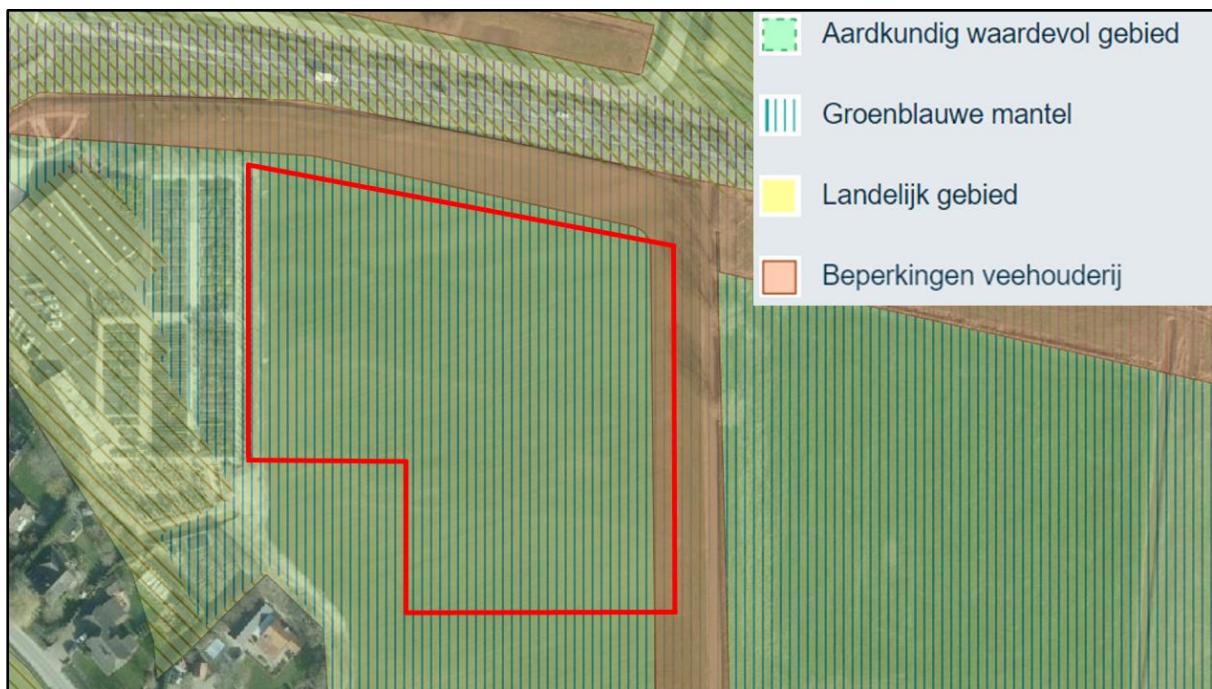 Aardkundig waardevol gebied
Groenblauwe mantel
Landelijk gebied
Beperkingen veehouderij